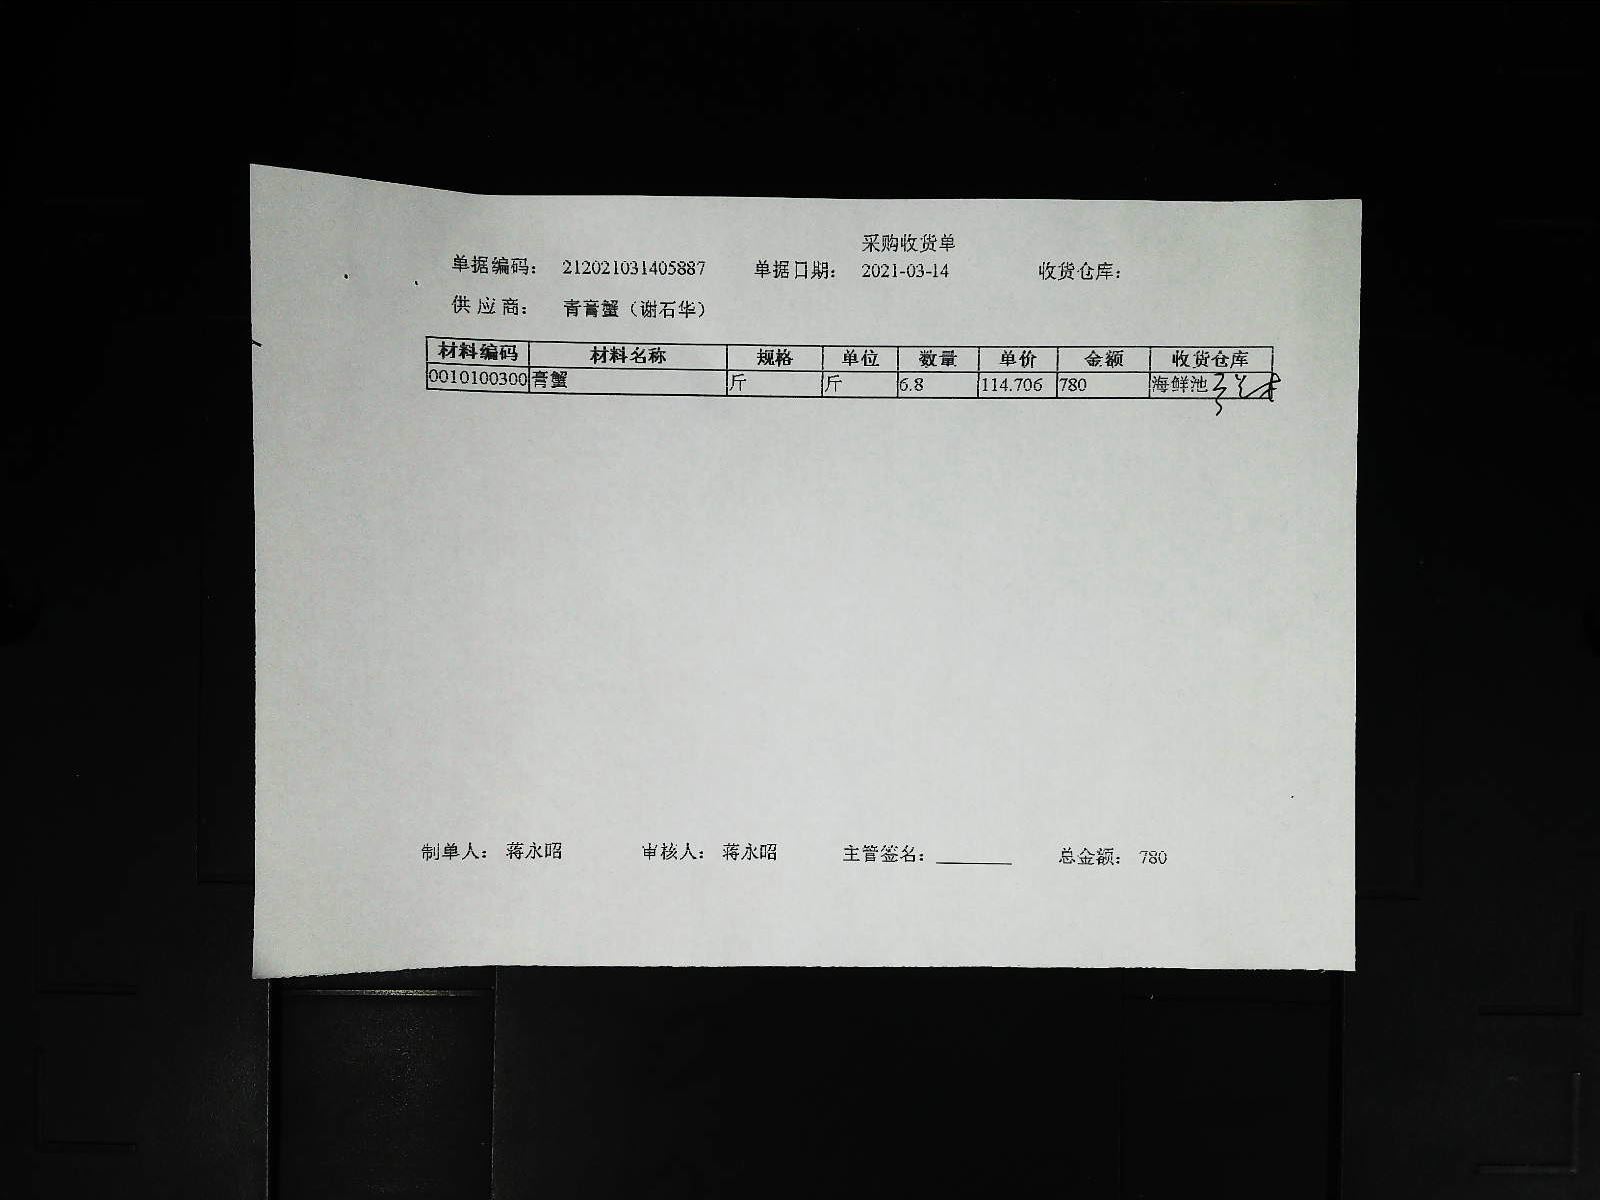 采购收货单
单据编码： 212021031405887 单据日期： 2021-03-14 收货仓库：
供应商： 青膏蟹（谢石华）
材料编码 材料名称 规格 单位 数量 单价 金额 收货仓库
0010100300 膏蟹 斤 斤 6.8 114.706 780 海鲜池
制单人： 蒋永昭 审核人： 蒋永昭 主管签名： 总金额： 780